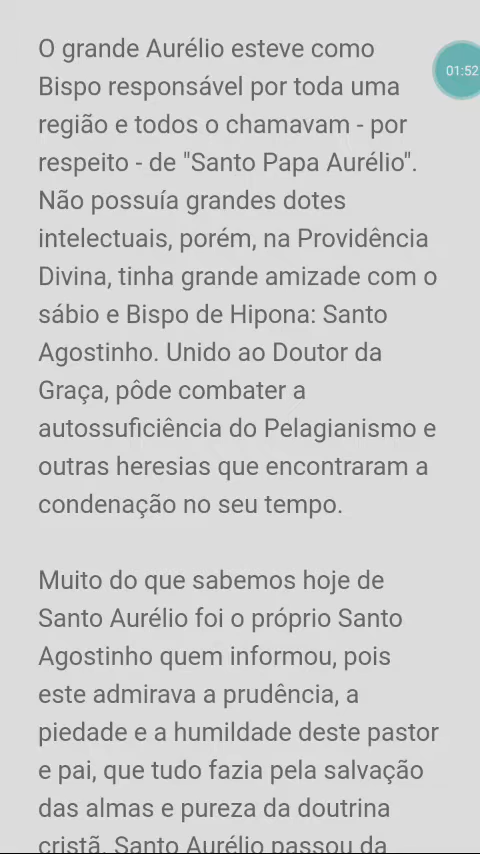 O grande Aurélio esteve como
01:52
Bispo responsável por toda uma
região e todos o chamavam - por
respeito - de "Santo Papa Aurélio".
Não possuía grandes dotes
intelectuais, porém, na Providência
Divina, tinha grande amizade com o
sábio e Bispo de Hipona: Santo
Agostinho. Unido ao Doutor da
Graça, pôde combater a
autossuficiência do Pelagianismo e
outras heresias que encontraram a
condenação no seu tempo.
Muito do que sabemos hoje de
Santo Aurélio foi o próprio Santo
Agostinho quem informou, pois
este admirava a prudência, a
piedade e a humildade deste pastor
e pai, que tudo fazia pela salvação
das almas e pureza da doutrina
cristã. Santo Aurélio passou da